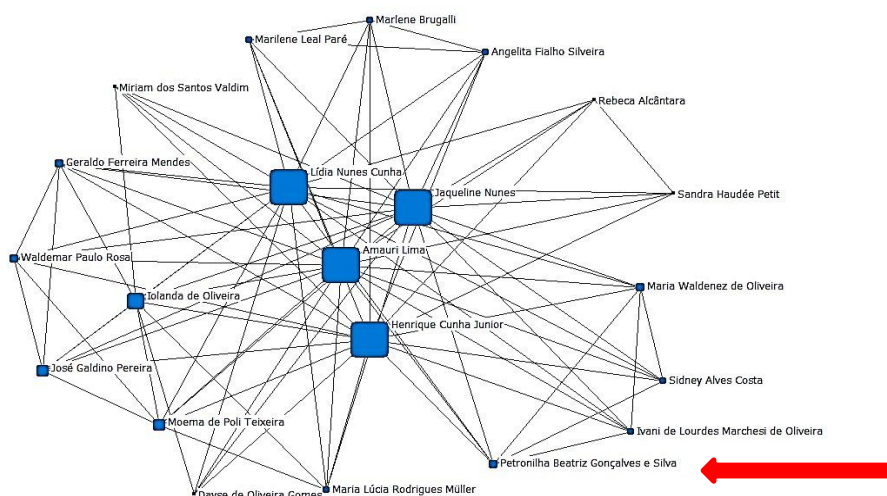 Marlene Brugalli
Marilene Leal Paré
Angelita Fialho Silveira
Miriam dos Santos Valdim
Rebeca Alcântara
Geraldo Ferreira Mendes
Lídia Nunes Cunha
Jaqueline Nunes
Sandra Haudée Petit
Amauri Lima
Waldemar Paulo Rosa
Maria Waldenez de Oliveira
Iolanda de Oliveira
Henrique Cunha Junior
José Galdino Pereira
Sidney Alves Costa
Moema de Poli Teixeira
Ivani de Lourdes Marchesi de Oliveira
Petronilha Beatriz Gonçalves e Silva
Maria Lúcia Rodrigues Müller
Dayse de Oliveira Gomes